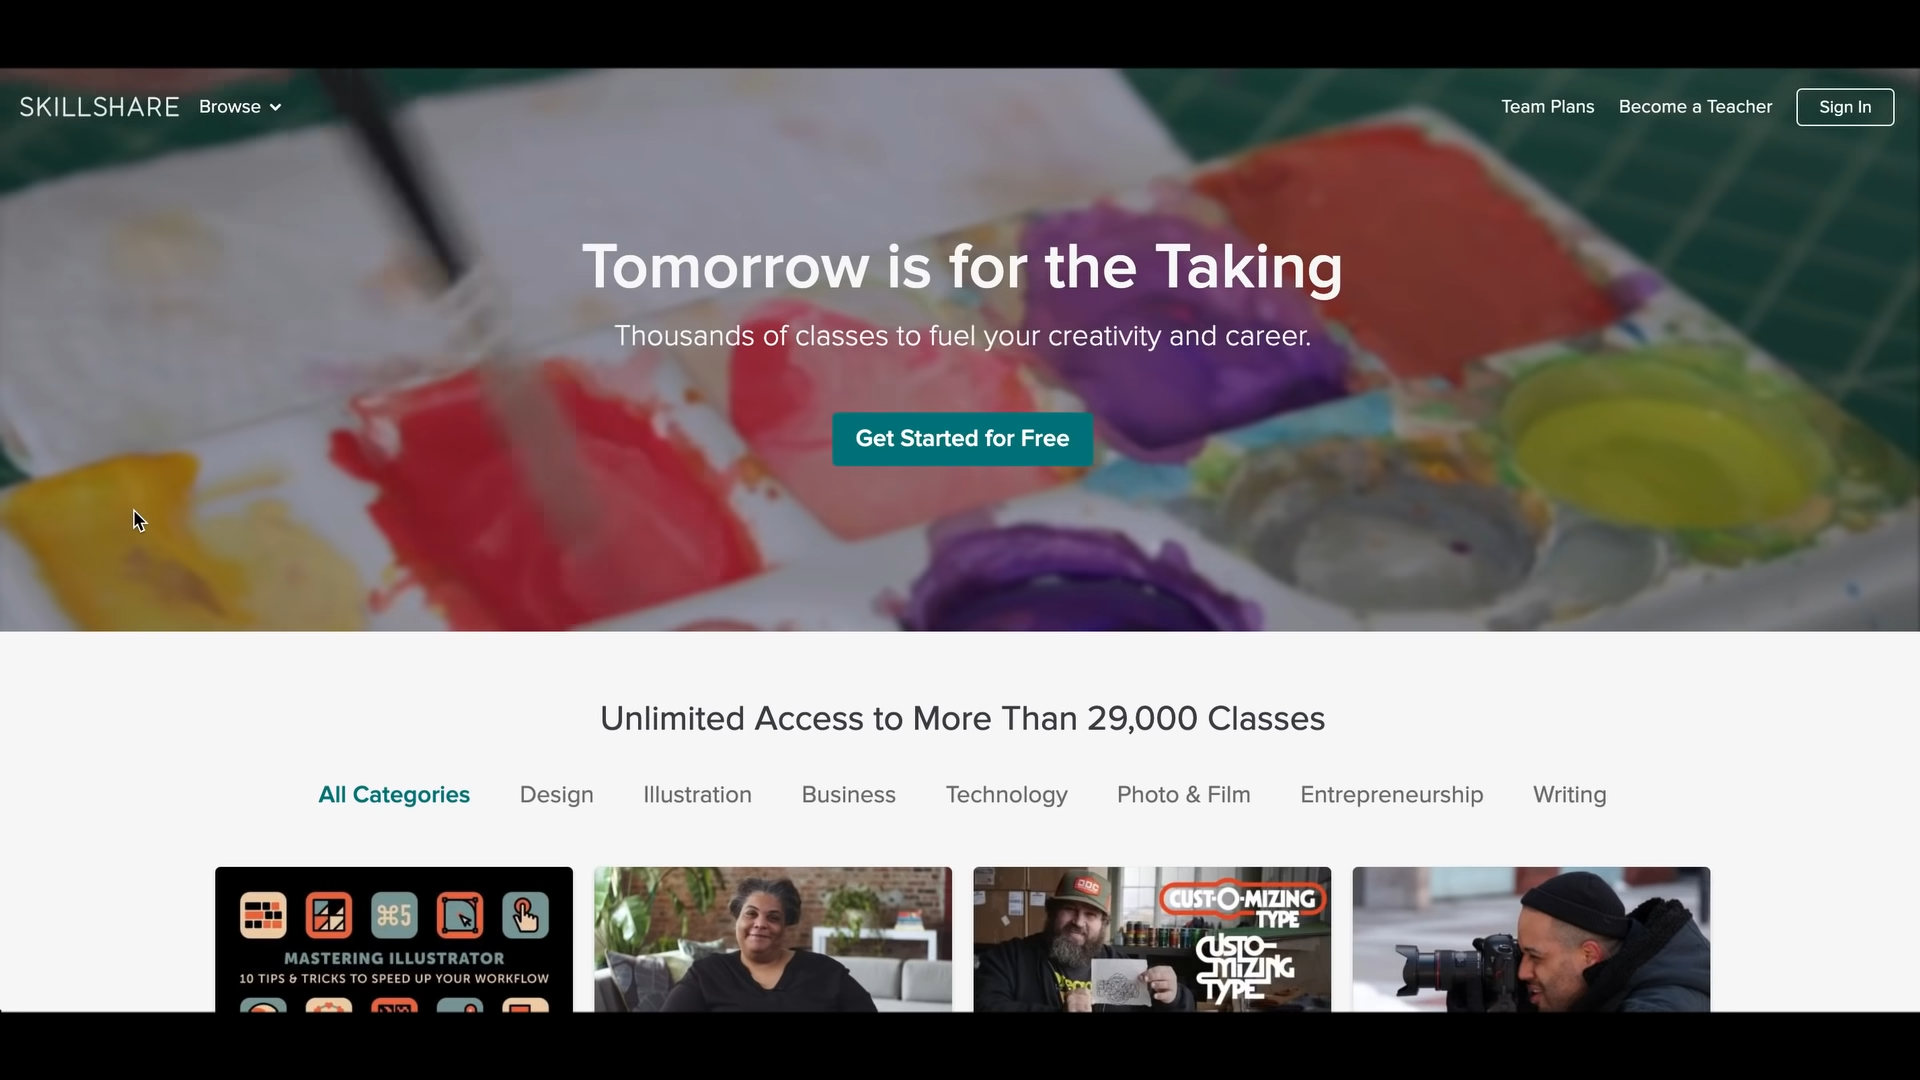 SKILLSHARE Browse Team Plans Become a Teacher Sign In
Tomorrow is for the Taking
Thousands of classes to fuel your creativity and career.
Get Started for Free
Unlimited Access to More Than 29,000 Classes
All Categories Design Illustration Business Technology Photo & Film Entrepreneurship Writing
⌘5
MASTERING ILLUSTRATOR
10 TIPS & TRICKS TO SPEED UP YOUR WORKFLOW
DDC
CUST-O-MIZING
TYPE
CUSTO-
MIZING
TYPE